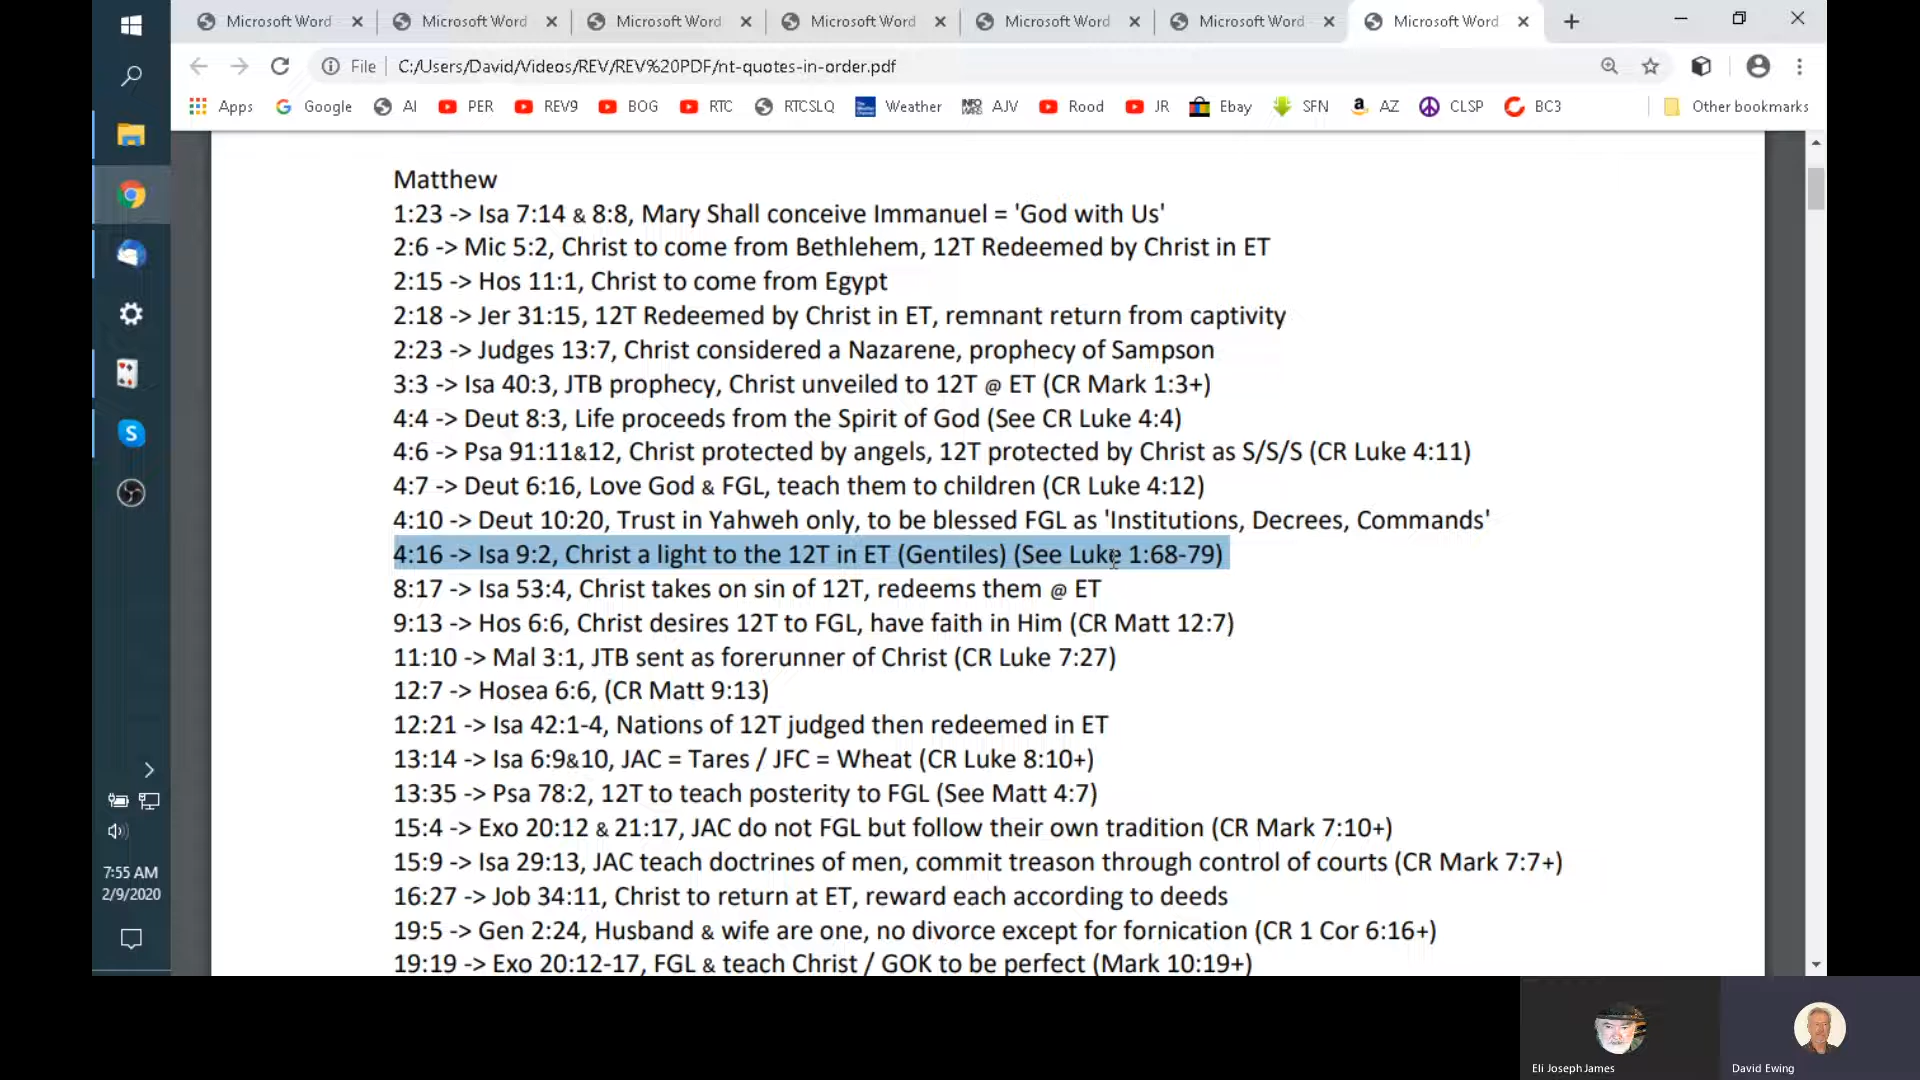 Microsoft Word
Microsoft Word
Microsoft Word
Microsoft Word
Microsoft Word
Microsoft Word
Microsoft Word
File C:/Users/David/Videos/REV/REV%20PDF/nt-quotes-in-order.pdf
Apps Google AI PER REV9 BOG RTC RTCSLQ Weather AJV Rood JR Ebay SFN AZ CLSP BC3 Other bookmarks
Matthew
1:23 -> Isa 7:14 & 8:8, Mary Shall conceive Immanuel = 'God with Us'
2:6 -> Mic 5:2, Christ to come from Bethlehem, 12T Redeemed by Christ in ET
2:15 -> Hos 11:1, Christ to come from Egypt
2:18 -> Jer 31:15, 12T Redeemed by Christ in ET, remnant return from captivity
2:23 -> Judges 13:7, Christ considered a Nazarene, prophecy of Sampson
3:3 -> Isa 40:3, JTB prophecy, Christ unveiled to 12T @ ET (CR Mark 1:3+)
4:4 -> Deut 8:3, Life proceeds from the Spirit of God (See CR Luke 4:4)
4:6 -> Psa 91:11&12, Christ protected by angels, 12T protected by Christ as S/S/S (CR Luke 4:11)
4:7 -> Deut 6:16, Love God & FGL, teach them to children (CR Luke 4:12)
4:10 -> Deut 10:20, Trust in Yahweh only, to be blessed FGL as 'Institutions, Decrees, Commands'
4:16 -> Isa 9:2, Christ a light to the 12T in ET (Gentiles) (See Luke 1:68-79)
8:17 -> Isa 53:4, Christ takes on sin of 12T, redeems them @ ET
9:13 -> Hos 6:6, Christ desires 12T to FGL, have faith in Him (CR Matt 12:7)
11:10 -> Mal 3:1, JTB sent as forerunner of Christ (CR Luke 7:27)
12:7 -> Hosea 6:6, (CR Matt 9:13)
12:21 -> Isa 42:1-4, Nations of 12T judged then redeemed in ET
13:14 -> Isa 6:9&10, JAC = Tares / JFC = Wheat (CR Luke 8:10+)
13:35 -> Psa 78:2, 12T to teach posterity to FGL (See Matt 4:7)
15:4 -> Exo 20:12 & 21:17, JAC do not FGL but follow their own tradition (CR Mark 7:10+)
15:9 -> Isa 29:13, JAC teach doctrines of men, commit treason through control of courts (CR Mark 7:7+)
16:27 -> Job 34:11, Christ to return at ET, reward each according to deeds
19:5 -> Gen 2:24, Husband & wife are one, no divorce except for fornication (CR 1 Cor 6:16+)
19:19 -> Exo 20:12-17, FGL & teach Christ / GOK to be perfect (Mark 10:19+)
7:55 AM
2/9/2020
Eli Joseph James
David Ewing